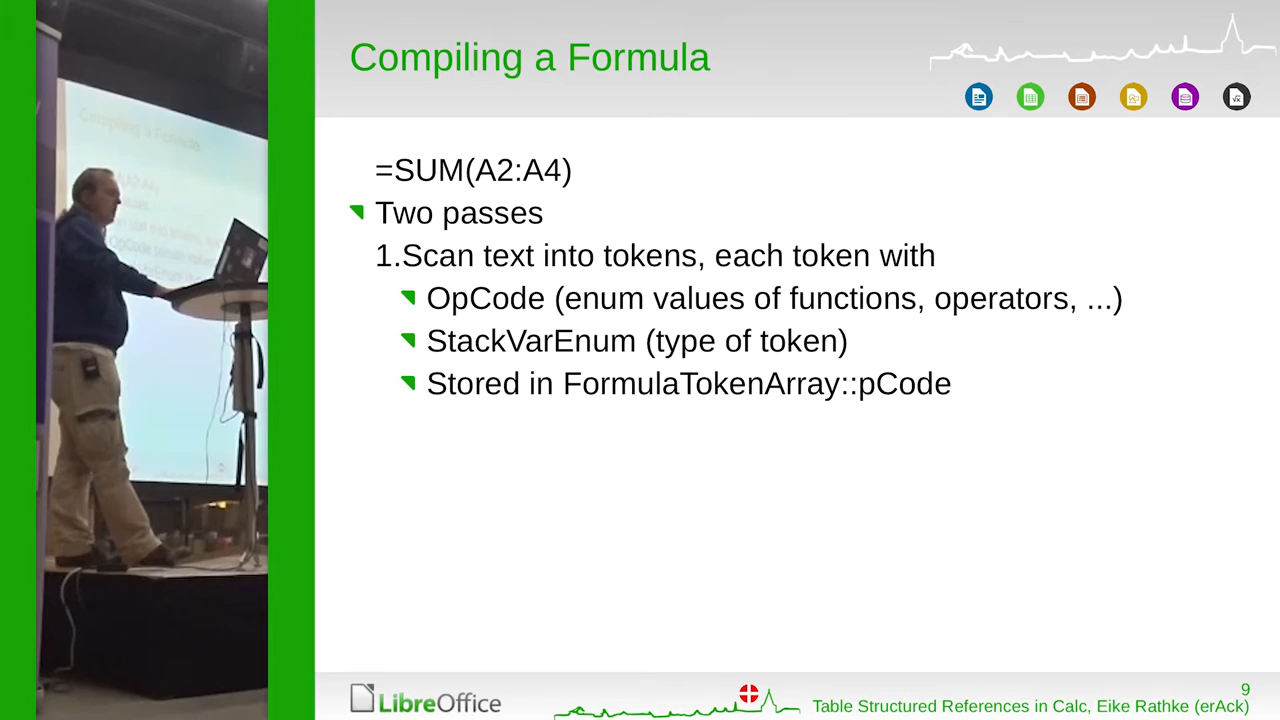 Compiling a Formula
=SUM(A2:A4)
Two passes
1.Scan text into tokens, each token with
OpCode (enum values of functions, operators, ...)
StackVarEnum (type of token)
Stored in FormulaTokenArray::pCode
LibreOffice
9
Table Structured References in Calc, Eike Rathke (erAck)
Compiling a Formula